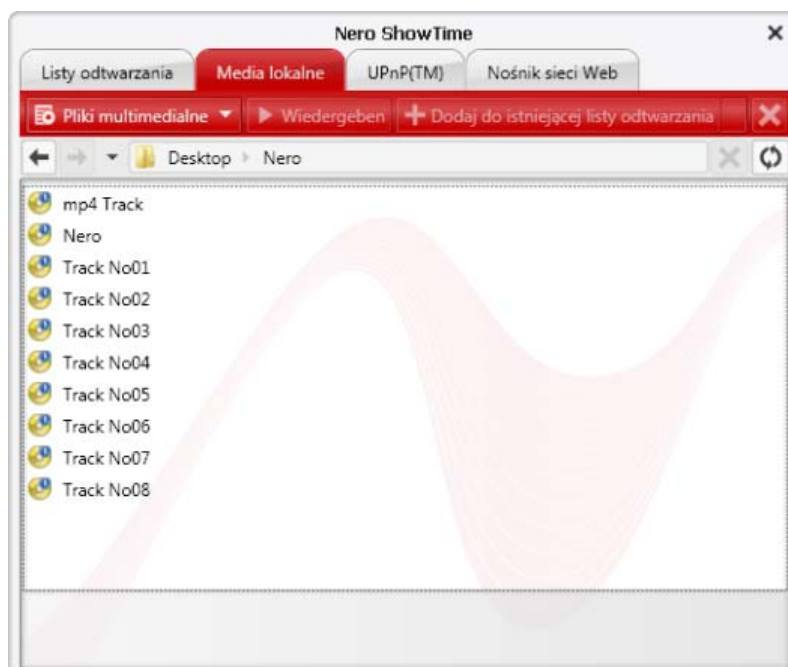 Nero ShowTime
Listy odtwarzania Media lokalne UPnP(TM) Nośnik sieci Web
Pliki multimedialne Wiedergeben Dodaj do istniejącej listy odtwarzania
Desktop Nero
mp4 Track
Nero
Track No01
Track No02
Track No03
Track No04
Track No05
Track No06
Track No07
Track No08